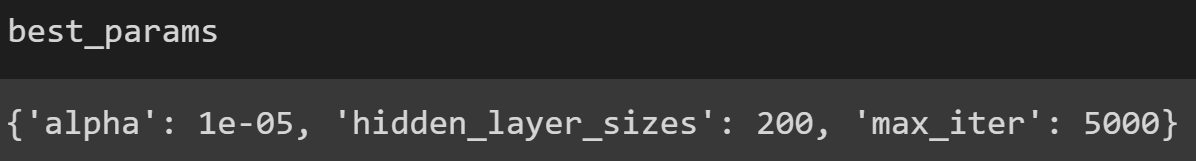 best_params
{'alpha': 1e-05, 'hidden_layer_sizes': 200, 'max_iter': 5000}